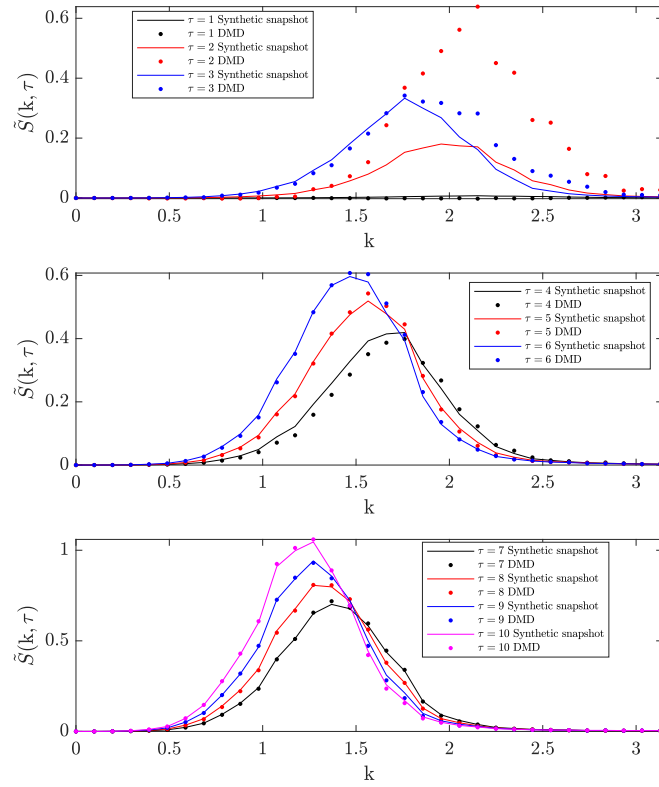 0.6
0.4
0.2
0
S̃(k, τ)
τ = 1 Synthetic snapshot
τ = 1 DMD
τ = 2 Synthetic snapshot
τ = 2 DMD
τ = 3 Synthetic snapshot
τ = 3 DMD
0 0.5 1 1.5 2 2.5 3
k
0.6
0.4
0.2
0
S̃(k, τ)
τ = 4 Synthetic snapshot
τ = 4 DMD
τ = 5 Synthetic snapshot
τ = 5 DMD
τ = 6 Synthetic snapshot
τ = 6 DMD
0 0.5 1 1.5 2 2.5 3
k
1
0.5
0
S̃(k, τ)
τ = 7 Synthetic snapshot
τ = 7 DMD
τ = 8 Synthetic snapshot
τ = 8 DMD
τ = 9 Synthetic snapshot
τ = 9 DMD
τ = 10 Synthetic snapshot
τ = 10 DMD
0 0.5 1 1.5 2 2.5 3
k